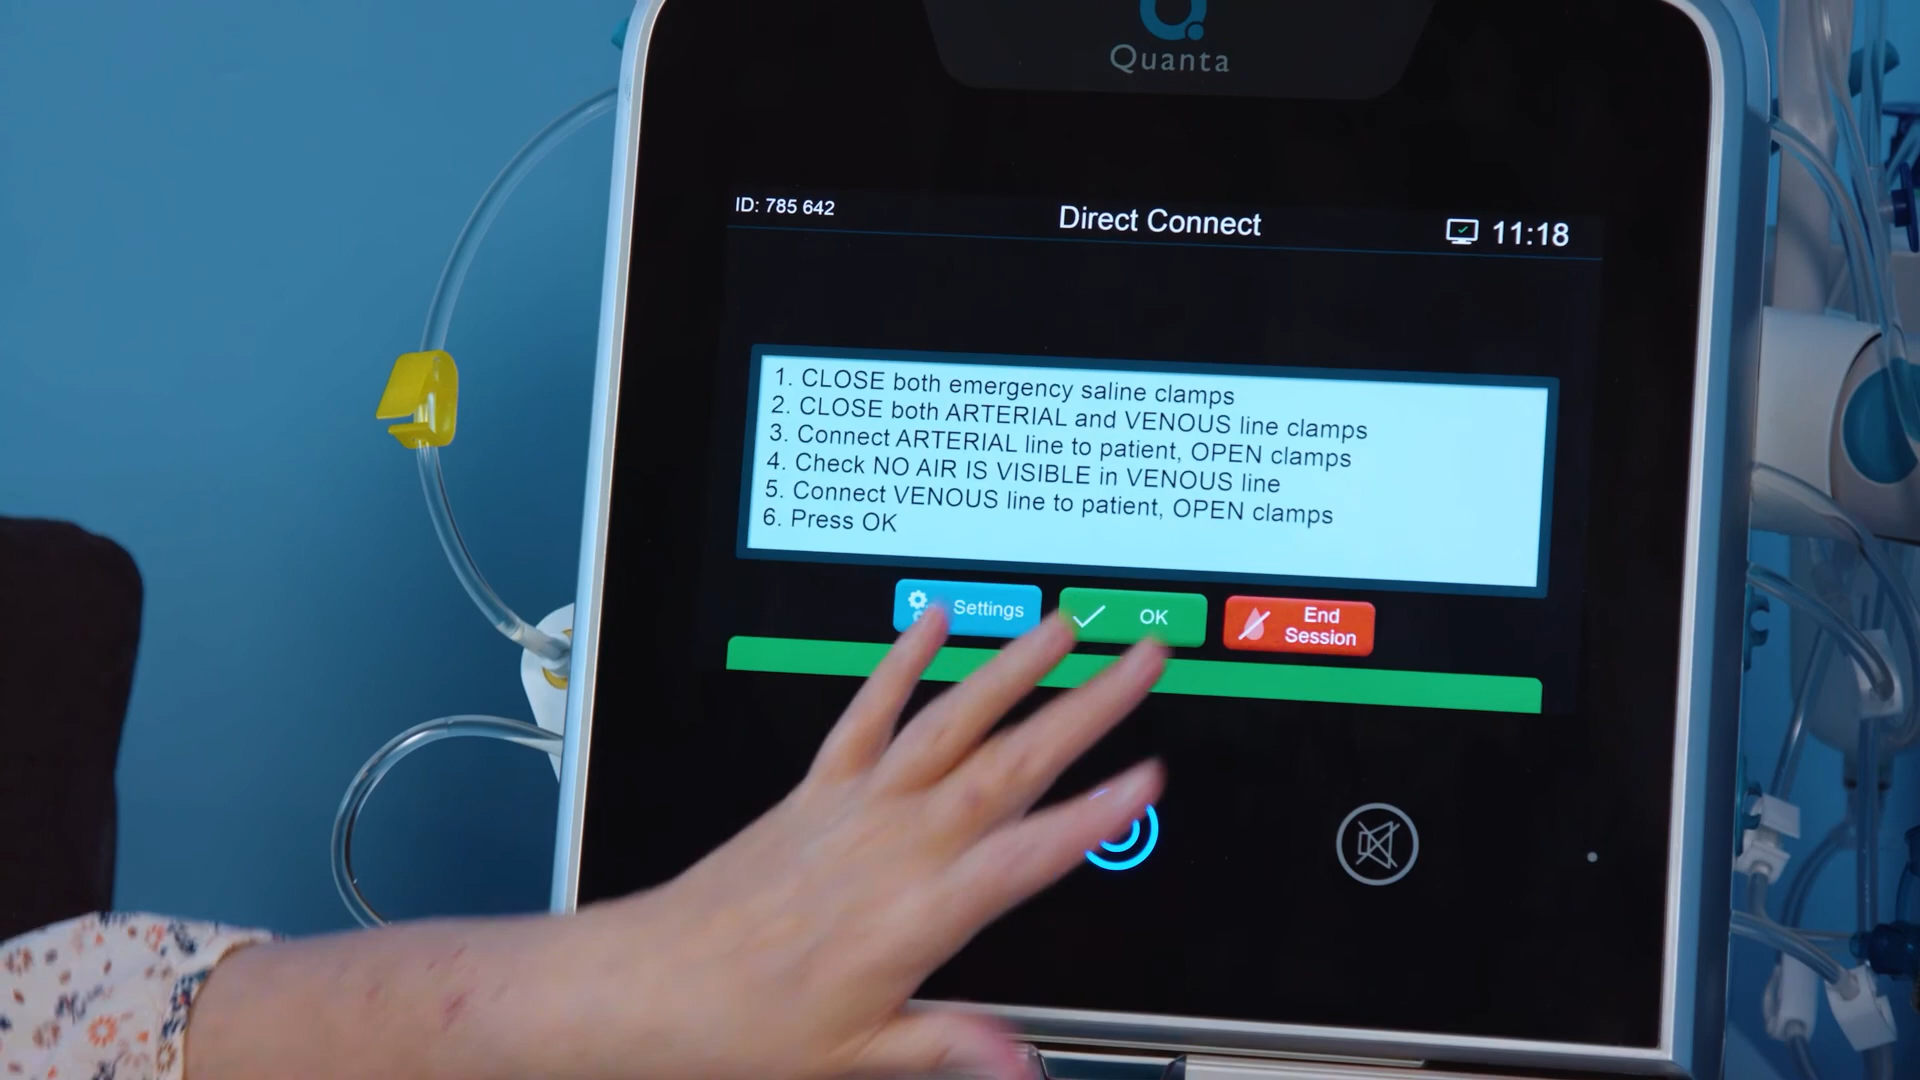 Quanta
ID: 785 642
Direct Connect
11:18
1. CLOSE both emergency saline clamps
2. CLOSE both ARTERIAL and VENOUS line clamps
3. Connect ARTERIAL line to patient, OPEN clamps
4. Check NO AIR IS VISIBLE in VENOUS line
5. Connect VENOUS line to patient, OPEN clamps
6. Press OK
Settings
OK
End
Session